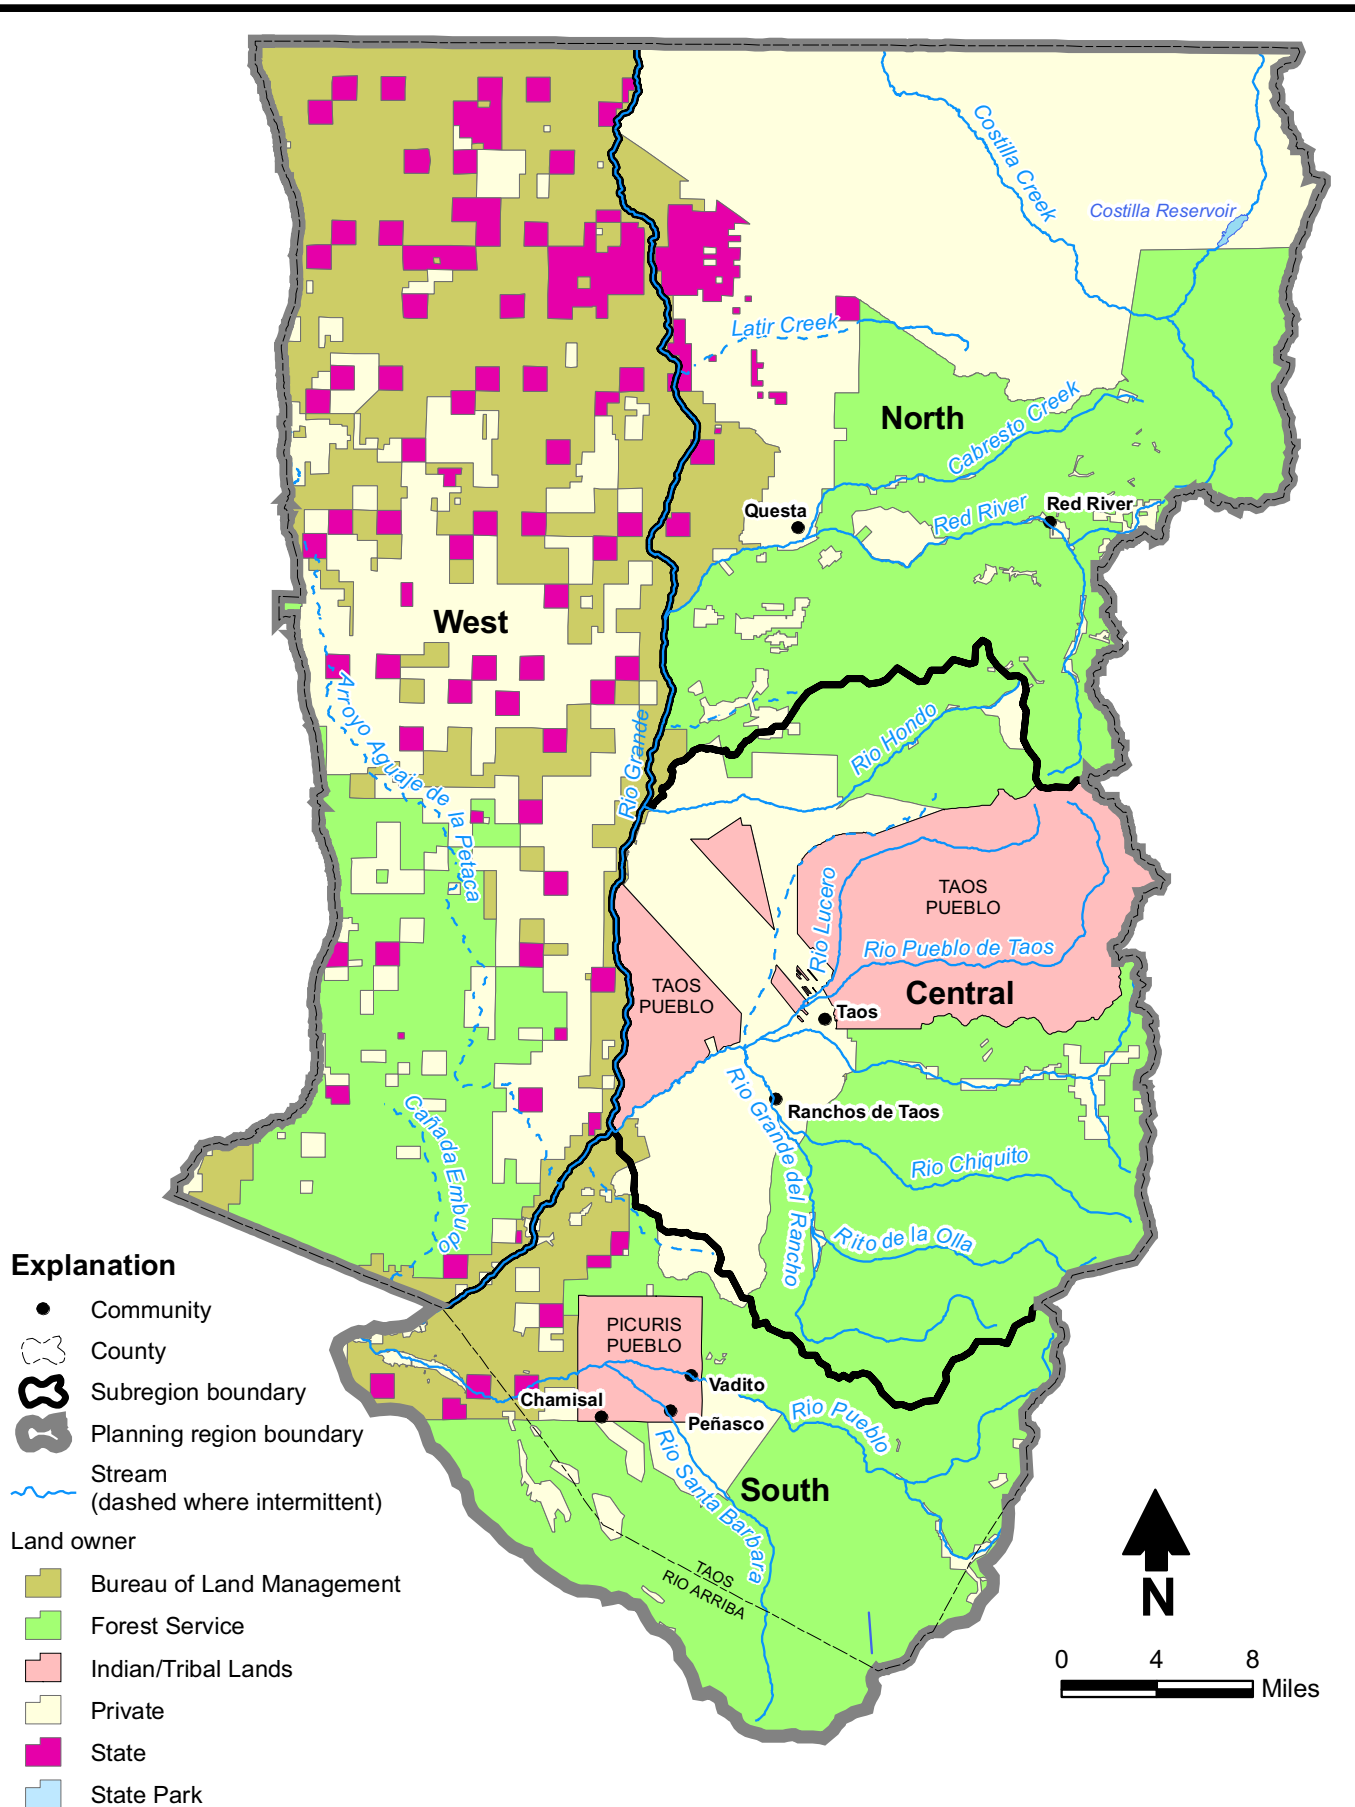 Costilla Creek
Costilla Reservoir
Latir Creek
North
Cabresto Creek
Questa
Red River
Red River
West
Arroyo Aguaje de la Petaca
Rio Grande
Rio Hondo
TAOS
PUEBLO
Rio Lucero
Rio Pueblo de Taos
TAOS
PUEBLO
Central
Taos
Rio Grande del Rancho
Ranchos de Taos
Cañada Embudo
Rio Chiquito
Rito de la Olla
PICURIS
PUEBLO
Vadito
Chamisal
Peñasco
Rio Pueblo
Rio Santa Barbara
South
TAOS
RIO ARRIBA
Explanation
Community
County
Subregion boundary
Planning region boundary
Stream
(dashed where intermittent)
Land owner
Bureau of Land Management
Forest Service
Indian/Tribal Lands
Private
State
State Park
N
0 4 8
Miles